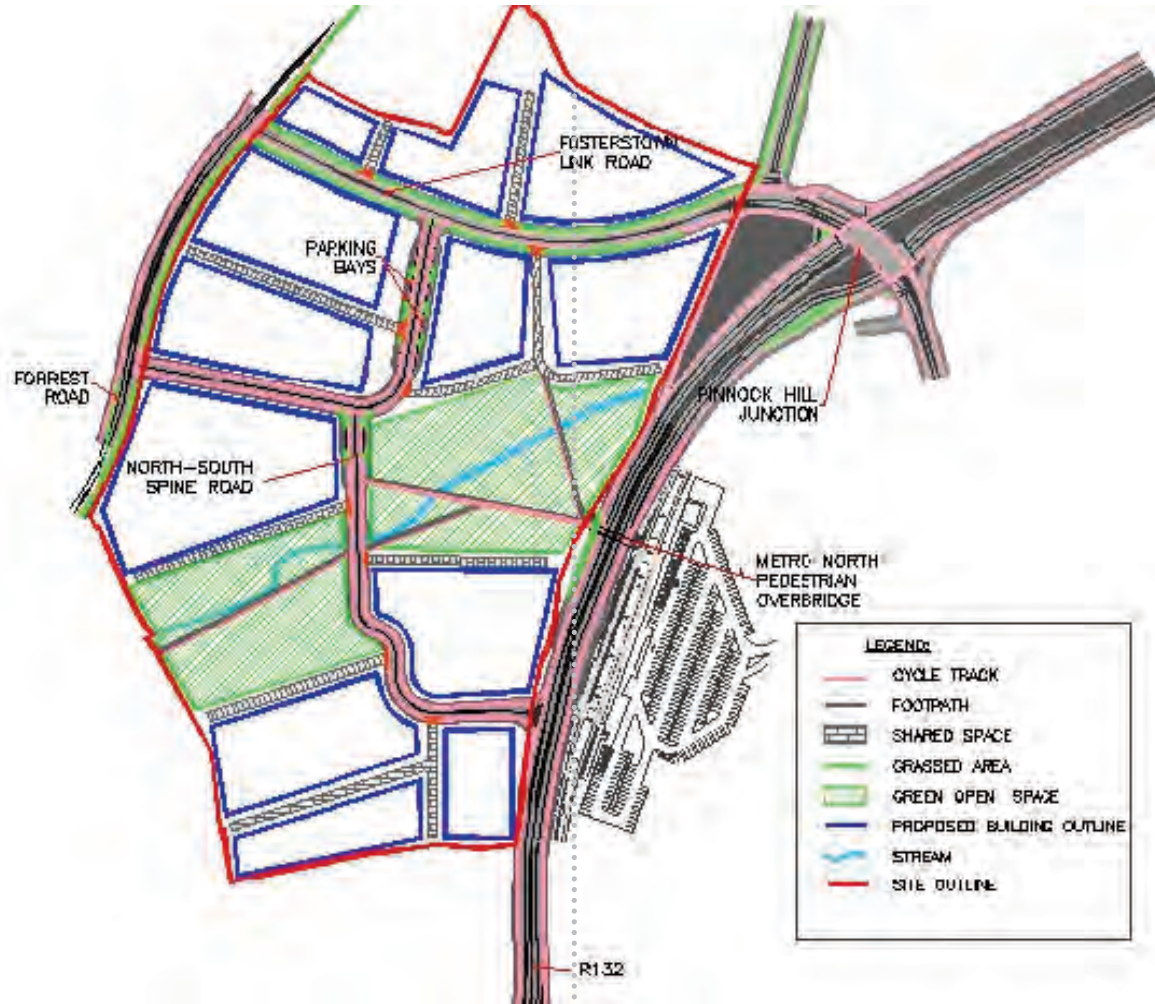 FOSTERSTOWN
LINK ROAD
PARKING
BAYS
FORREST
ROAD
PINNOCK HILL
JUNCTION
NORTH-SOUTH
SPINE ROAD
METRO NORTH
PEDESTRIAN
OVERBRIDGE
LEGEND:
CYCLE TRACK
FOOTPATH
SHARED SPACE
GRASSED AREA
GREEN OPEN SPACE
PROPOSED BUILDING OUTLINE
STREAM
SITE OUTLINE
R132